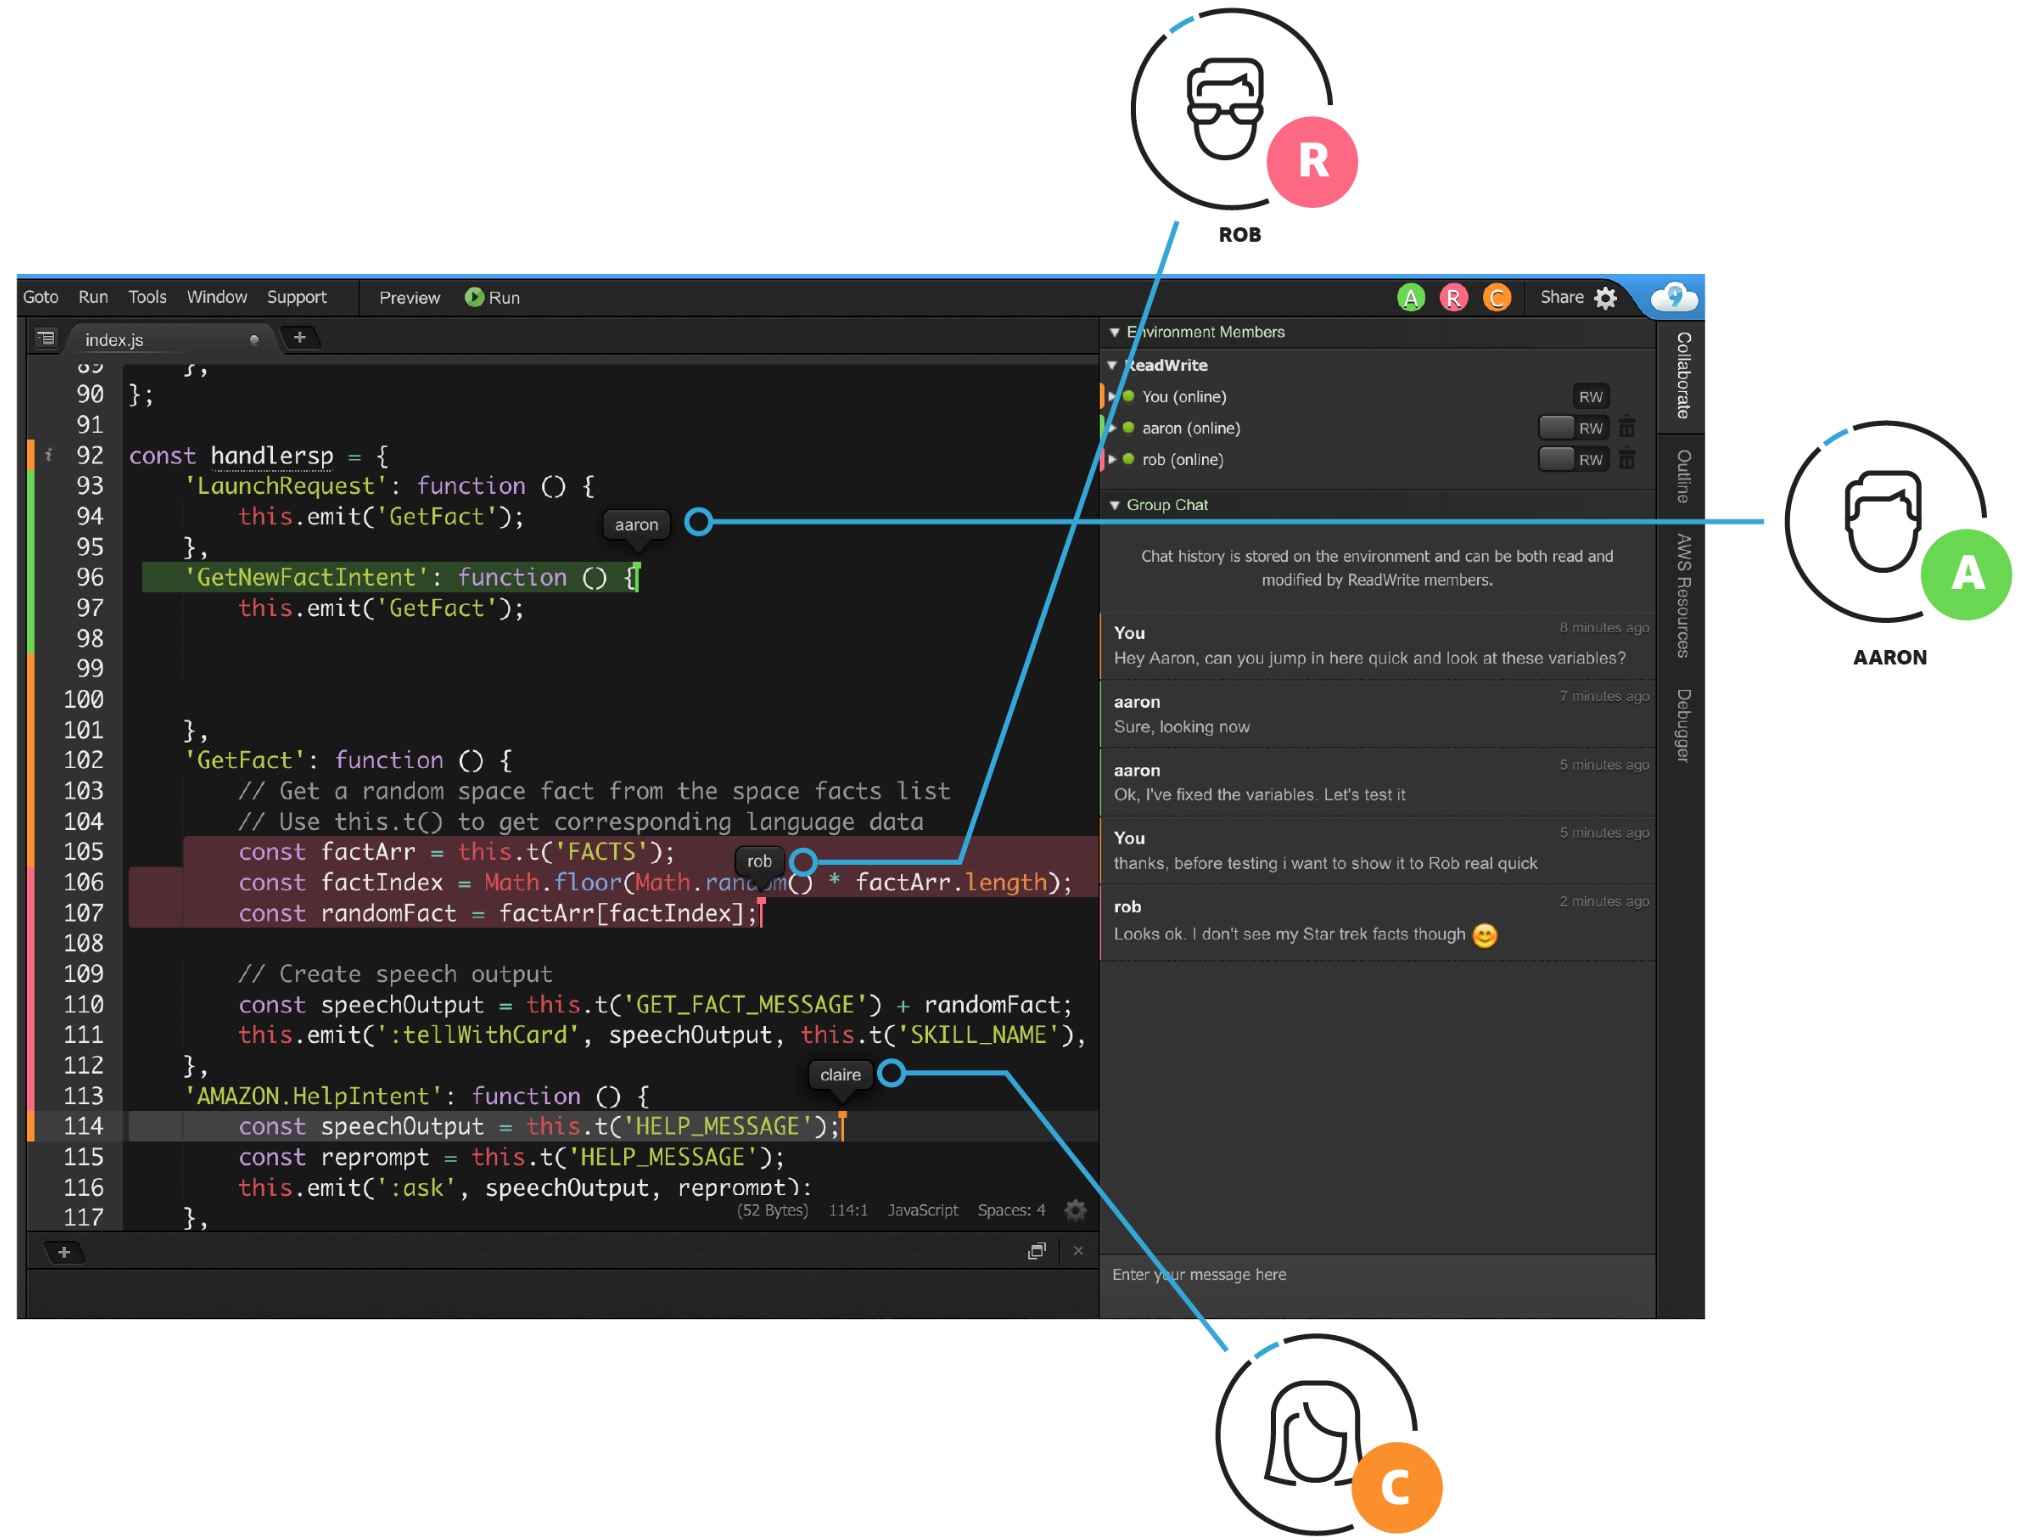 R
ROB
Goto Run Tools Window Support Preview Run A R C Share 9
index.js
Environment Members
ReadWrite
You (online) RW
aaron (online) RW
rob (online) RW
Group Chat
Chat history is stored on the environment and can be both read and
modified by ReadWrite members.
You 8 minutes ago
Hey Aaron, can you jump in here quick and look at these variables?
aaron 7 minutes ago
Sure, looking now
aaron 5 minutes ago
Ok, I've fixed the variables. Let's test it
You 5 minutes ago
thanks, before testing i want to show it to Rob real quick
rob 2 minutes ago
Looks ok. I don't see my Star trek facts though 😊
Enter your message here
Collaborate
Outline
AWS Resources
Debugger
89 },
90 };
91
i 92 const handlersp = {
93 'LaunchRequest': function () {
94 this.emit('GetFact');
aaron
95 },
96 'GetNewFactIntent': function () {
97 this.emit('GetFact');
98
99
100
101 },
102 'GetFact': function () {
103 // Get a random space fact from the space facts list
104 // Use this.t() to get corresponding language data
105 const factArr = this.t('FACTS');
rob
106 const factIndex = Math.floor(Math.random() * factArr.length);
107 const randomFact = factArr[factIndex];
108
109 // Create speech output
110 const speechOutput = this.t('GET_FACT_MESSAGE') + randomFact;
111 this.emit(':tellWithCard', speechOutput, this.t('SKILL_NAME'),
112 },
claire
113 'AMAZON.HelpIntent': function () {
114 const speechOutput = this.t('HELP_MESSAGE');
115 const reprompt = this.t('HELP_MESSAGE');
116 this.emit(':ask', speechOutput, reprompt);
117 },
(52 Bytes) 114:1 JavaScript Spaces: 4
A
AARON
C